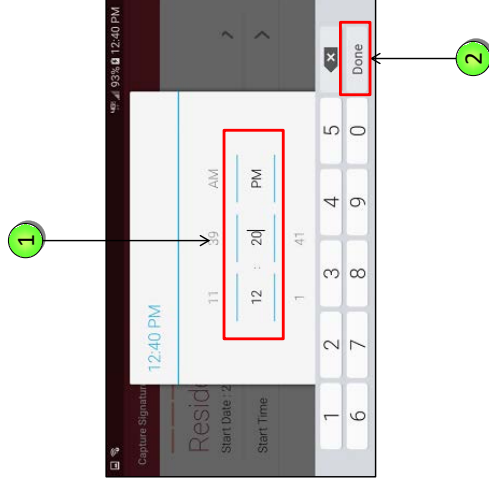 93% 12:40 PM
Capture Signatur
12:40 PM
Reside
Start Date : 2
Start Time
11 39 AM
12 : 20 PM
1 41
1 2 3 4 5
6 7 8 9 0
Done
1
2